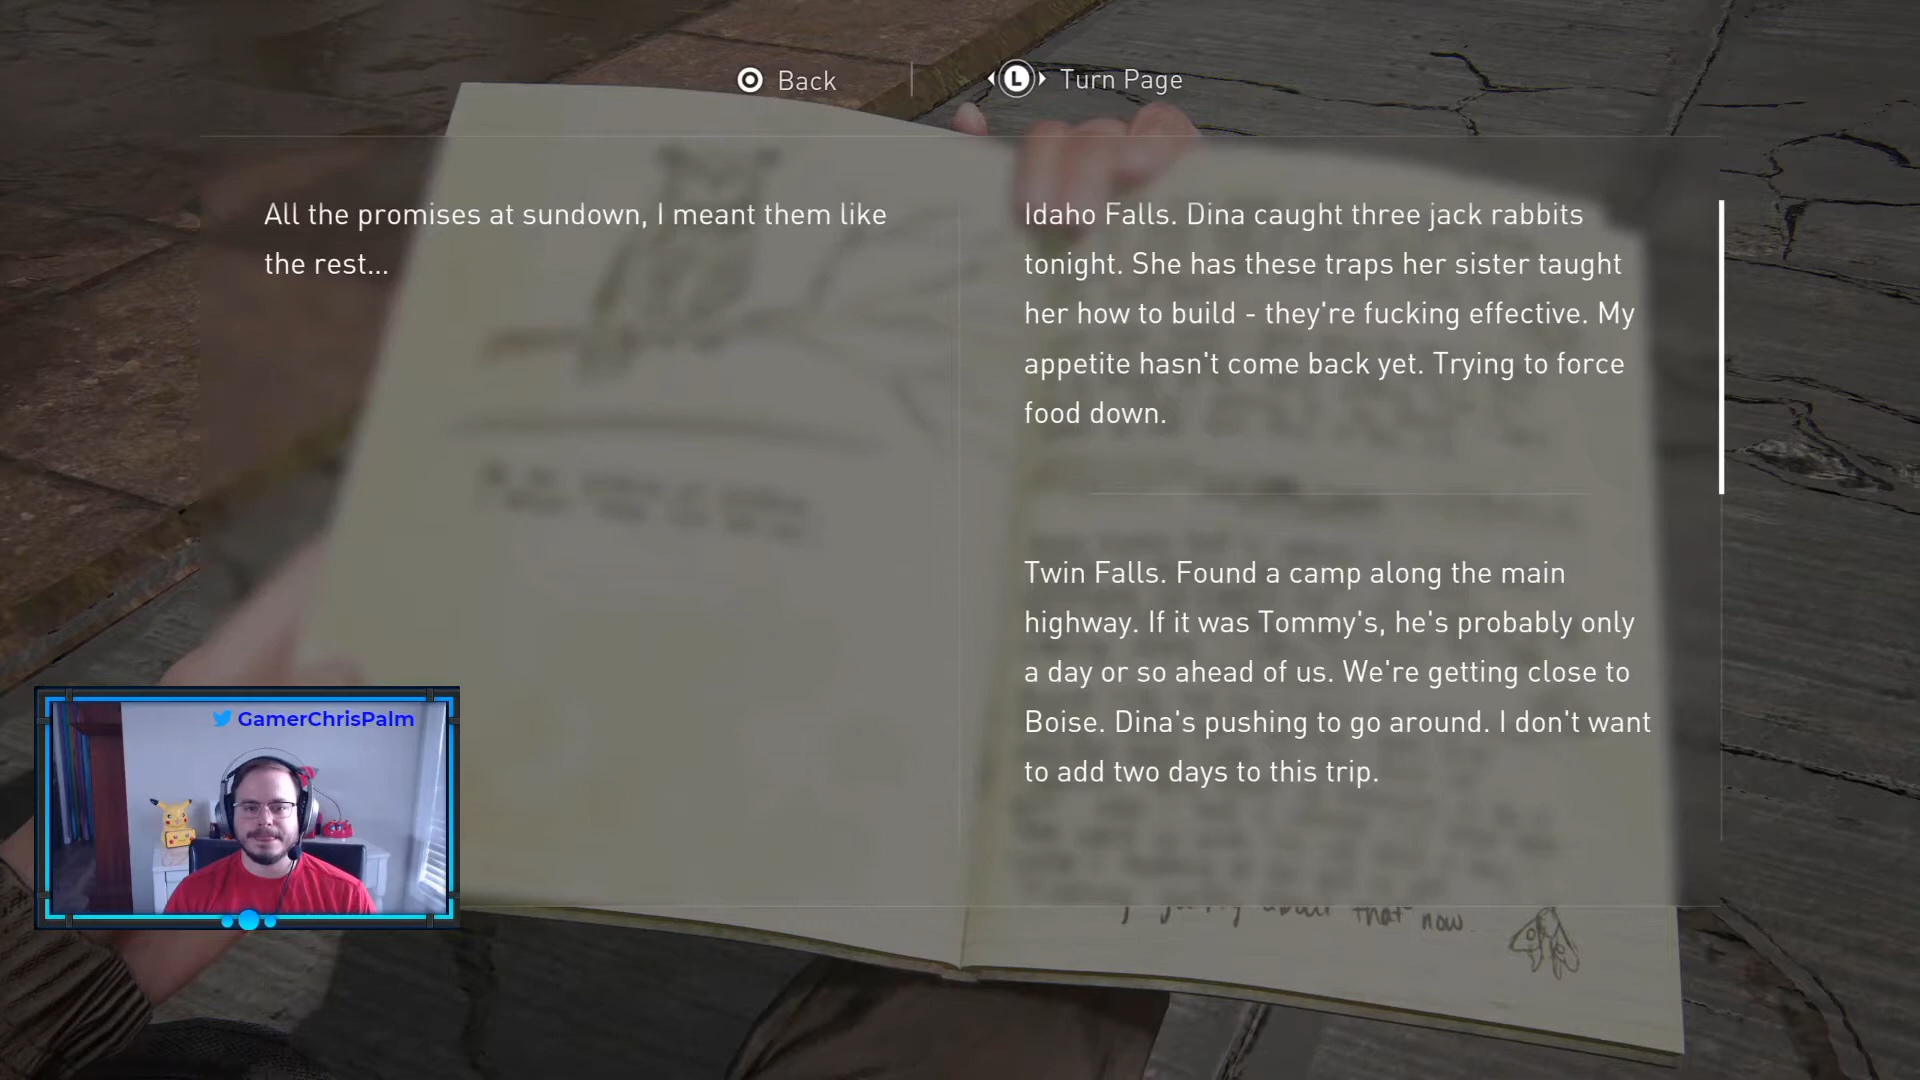 Back
L Turn Page
All the promises at sundown, I meant them like
the rest...
Idaho Falls. Dina caught three jack rabbits
tonight. She has these traps her sister taught
her how to build - they're fucking effective. My
appetite hasn't come back yet. Trying to force
food down.
Twin Falls. Found a camp along the main
highway. If it was Tommy's, he's probably only
a day or so ahead of us. We're getting close to
Boise. Dina's pushing to go around. I don't want
to add two days to this trip.
about that now
GamerChrisPalm